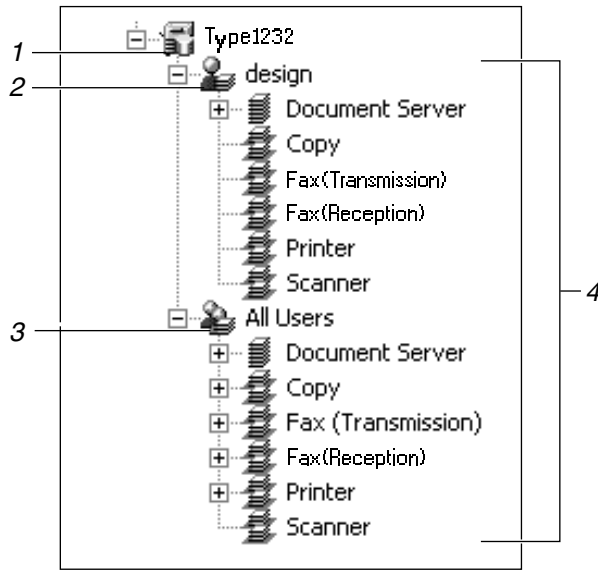 Type1232
1
design
2
Document Server
Copy
Fax(Transmission)
Fax(Reception)
Printer
Scanner
4
All Users
3
Document Server
Copy
Fax (Transmission)
Fax(Reception)
Printer
Scanner